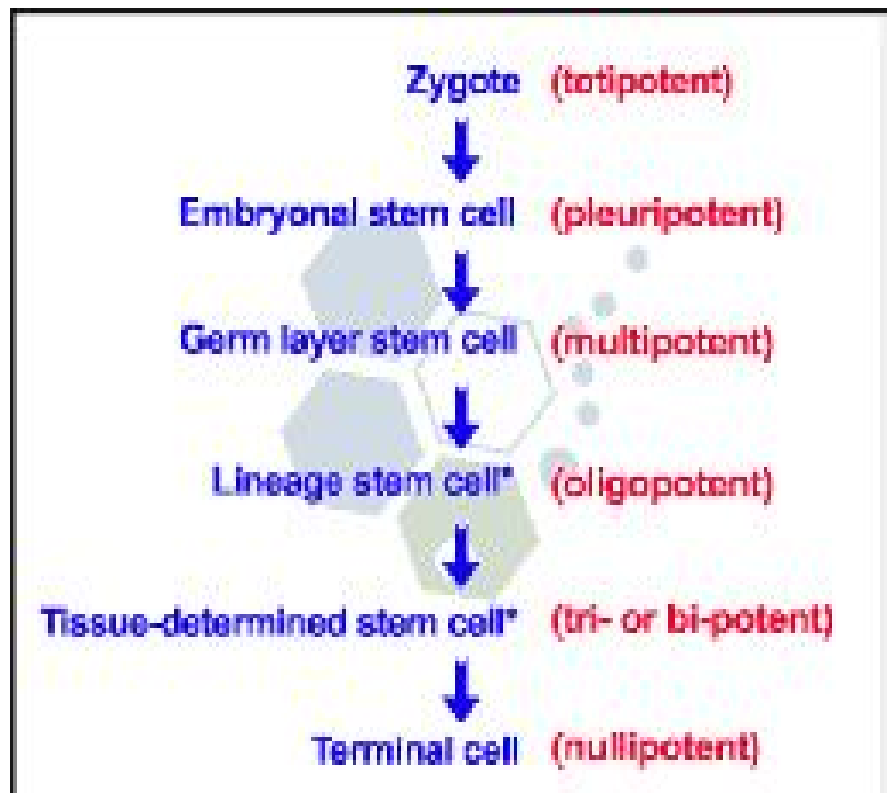 Zygote (totipotent)
Embryonal stem cell (pleuripotent)
Germ layer stem cell (multipotent)
Lineage stem cell* (oligopotent)
Tissue-determined stem cell* (tri- or bi-potent)
Terminal cell (nullipotent)